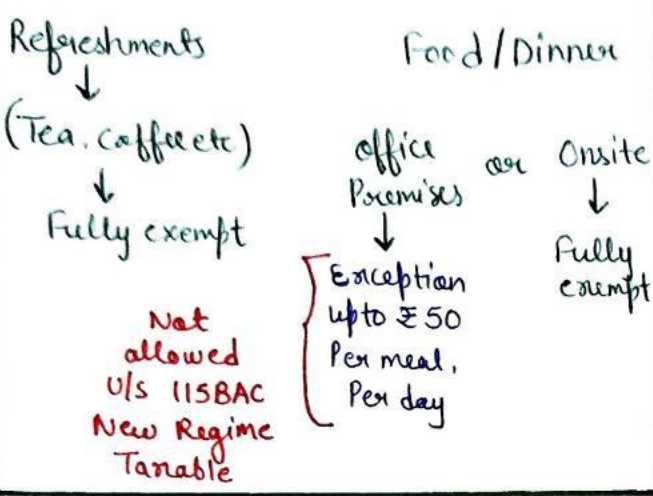 Refreshments
(Tea, coffee etc)
Fully exempt
Food/Dinner
office
Premises
or
Onsite
Exception
upto ₹50
Per meal,
Per day
Fully
exempt
Not
allowed
U/s 115BAC
New Regime
Taxable